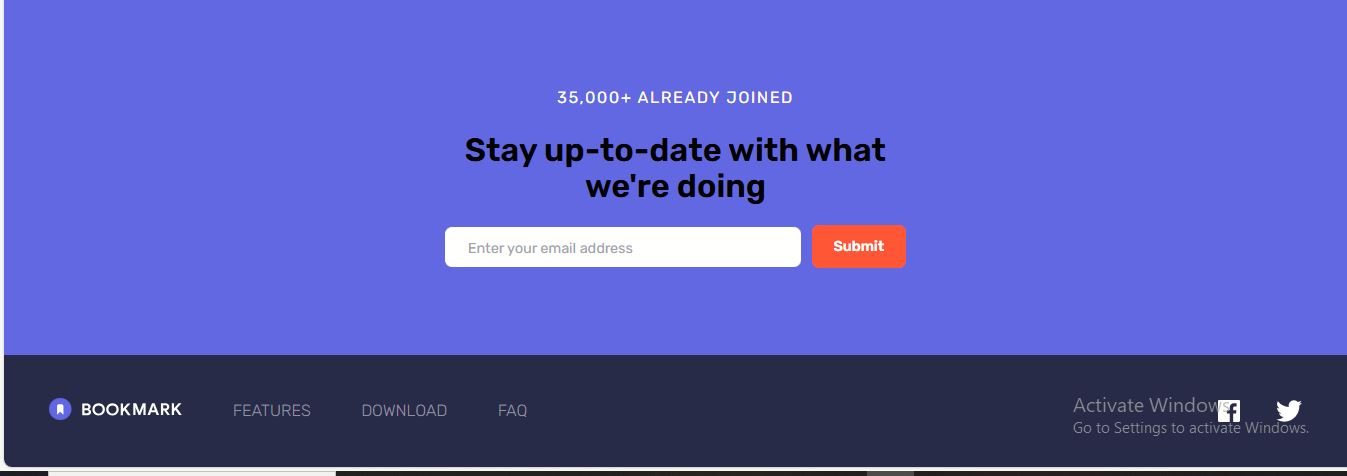 35,000+ ALREADY JOINED
Stay up-to-date with what
we're doing
Enter your email address
Submit
BOOKMARK
FEATURES
DOWNLOAD
FAQ
Activate Windows
Go to Settings to activate Windows.